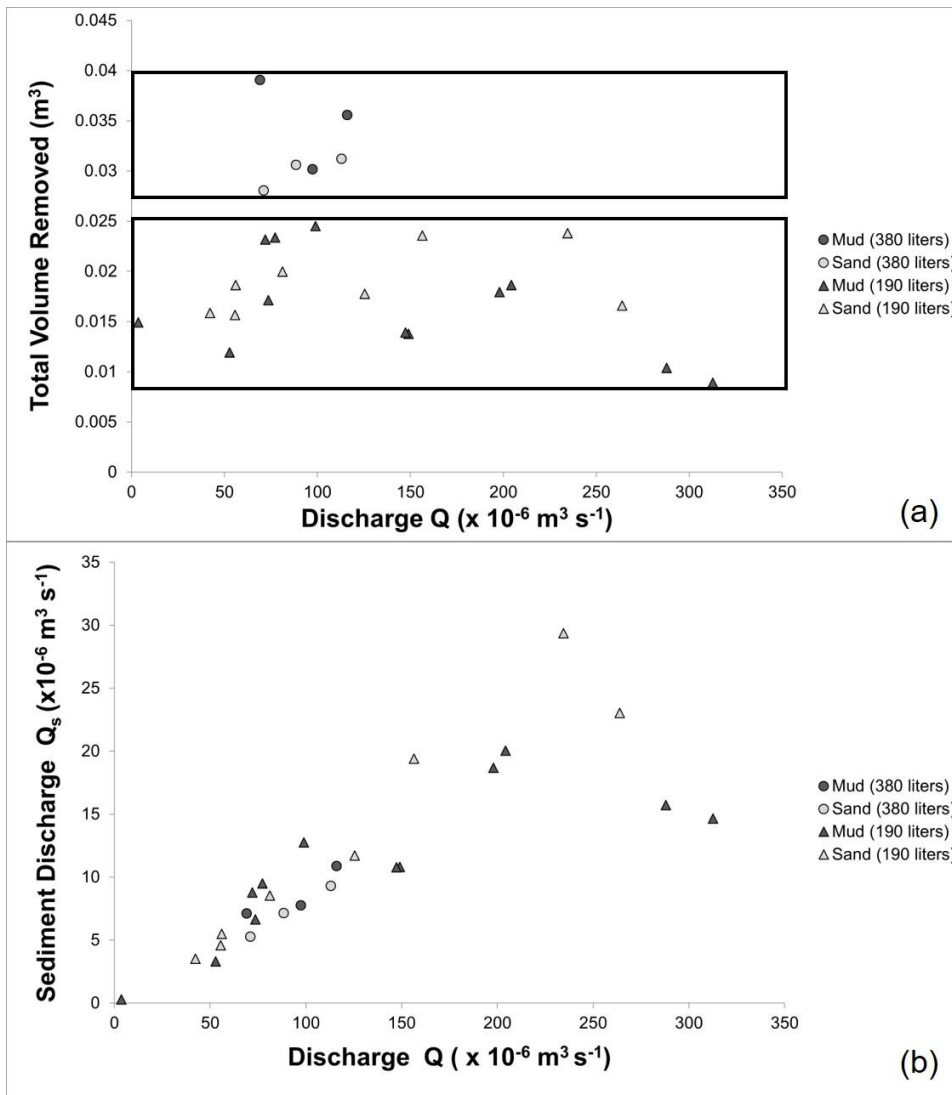 0.045
0.04
0.035
0.03
0.025
0.02
0.015
0.01
0.005
0
Total Volume Removed (m³)
0 50 100 150 200 250 300 350
Discharge Q (x 10⁻⁶ m³ s⁻¹)
Mud (380 liters)
Sand (380 liters)
Mud (190 liters)
Sand (190 liters)
(a)
35
30
25
20
15
10
5
0
Sediment Discharge Qₛ (x10⁻⁶ m³ s⁻¹)
0 50 100 150 200 250 300 350
Discharge Q ( x 10⁻⁶ m³ s⁻¹)
Mud (380 liters)
Sand (380 liters)
Mud (190 liters)
Sand (190 liters)
(b)